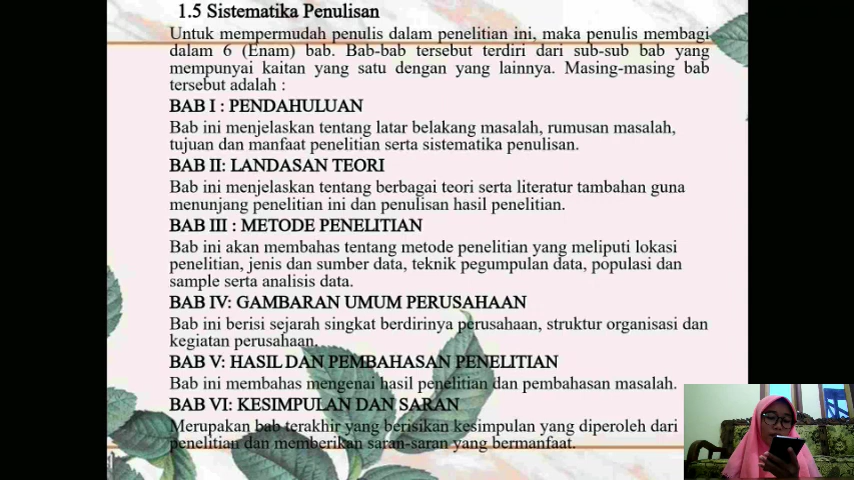 1.5 Sistematika Penulisan
Untuk mempermudah penulis dalam penelitian ini, maka penulis membagi
dalam 6 (Enam) bab. Bab-bab tersebut terdiri dari sub-sub bab yang
mempunyai kaitan yang satu dengan yang lainnya. Masing-masing bab
tersebut adalah :
BAB I : PENDAHULUAN
Bab ini menjelaskan tentang latar belakang masalah, rumusan masalah,
tujuan dan manfaat penelitian serta sistematika penulisan.
BAB II: LANDASAN TEORI
Bab ini menjelaskan tentang berbagai teori serta literatur tambahan guna
menunjang penelitian ini dan penulisan hasil penelitian.
BAB III : METODE PENELITIAN
Bab ini akan membahas tentang metode penelitian yang meliputi lokasi
penelitian, jenis dan sumber data, teknik pegumpulan data, populasi dan
sample serta analisis data.
BAB IV: GAMBARAN UMUM PERUSAHAAN
Bab ini berisi sejarah singkat berdirinya perusahaan, struktur organisasi dan
kegiatan perusahaan.
BAB V: HASIL DAN PEMBAHASAN PENELITIAN
Bab ini membahas mengenai hasil penelitian dan pembahasan masalah.
BAB VI: KESIMPULAN DAN SARAN
Merupakan bab terakhir yang berisikan kesimpulan yang diperoleh dari
penelitian dan memberikan saran-saran yang bermanfaat.